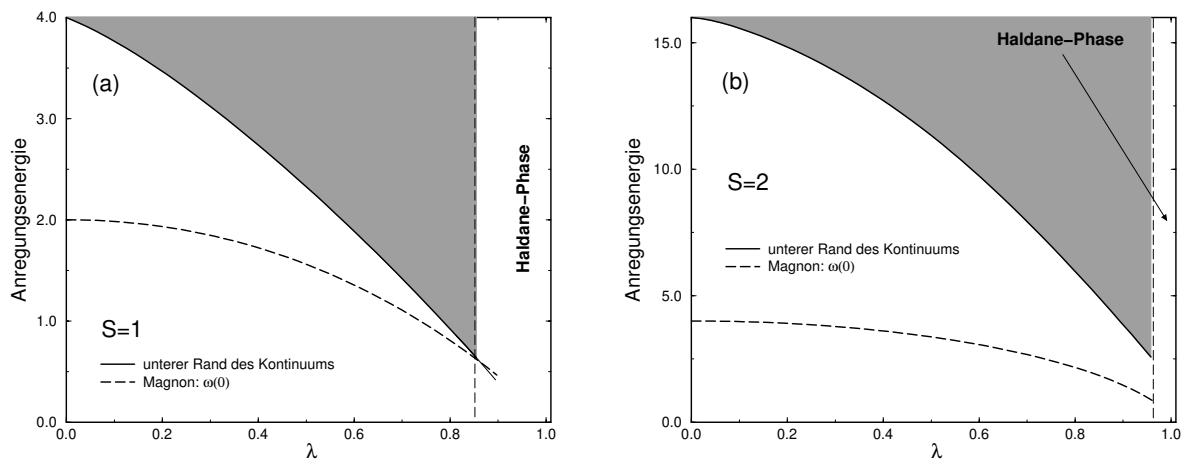 4.0
3.0
2.0
1.0
0.0
Anregungsenergie
(a)
S=1
unterer Rand des Kontinuums
Magnon: ω(0)
Haldane−Phase
0.0 0.2 0.4 0.6 0.8 1.0
λ
15.0
10.0
5.0
0.0
Anregungsenergie
Haldane−Phase
(b)
S=2
unterer Rand des Kontinuums
Magnon: ω(0)
0.0 0.2 0.4 0.6 0.8 1.0
λ